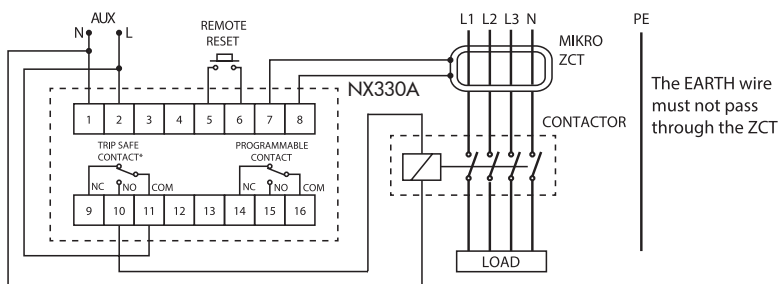 AUX
N L
REMOTE
RESET
L1 L2 L3 N
PE
MIKRO
ZCT
NX330A
The EARTH wire
must not pass
through the ZCT
1 2 3 4 5 6 7 8
CONTACTOR
TRIP SAFE
CONTACT*
PROGRAMMABLE
CONTACT
NC NO COM
NC NO COM
9 10 11 12 13 14 15 16
LOAD